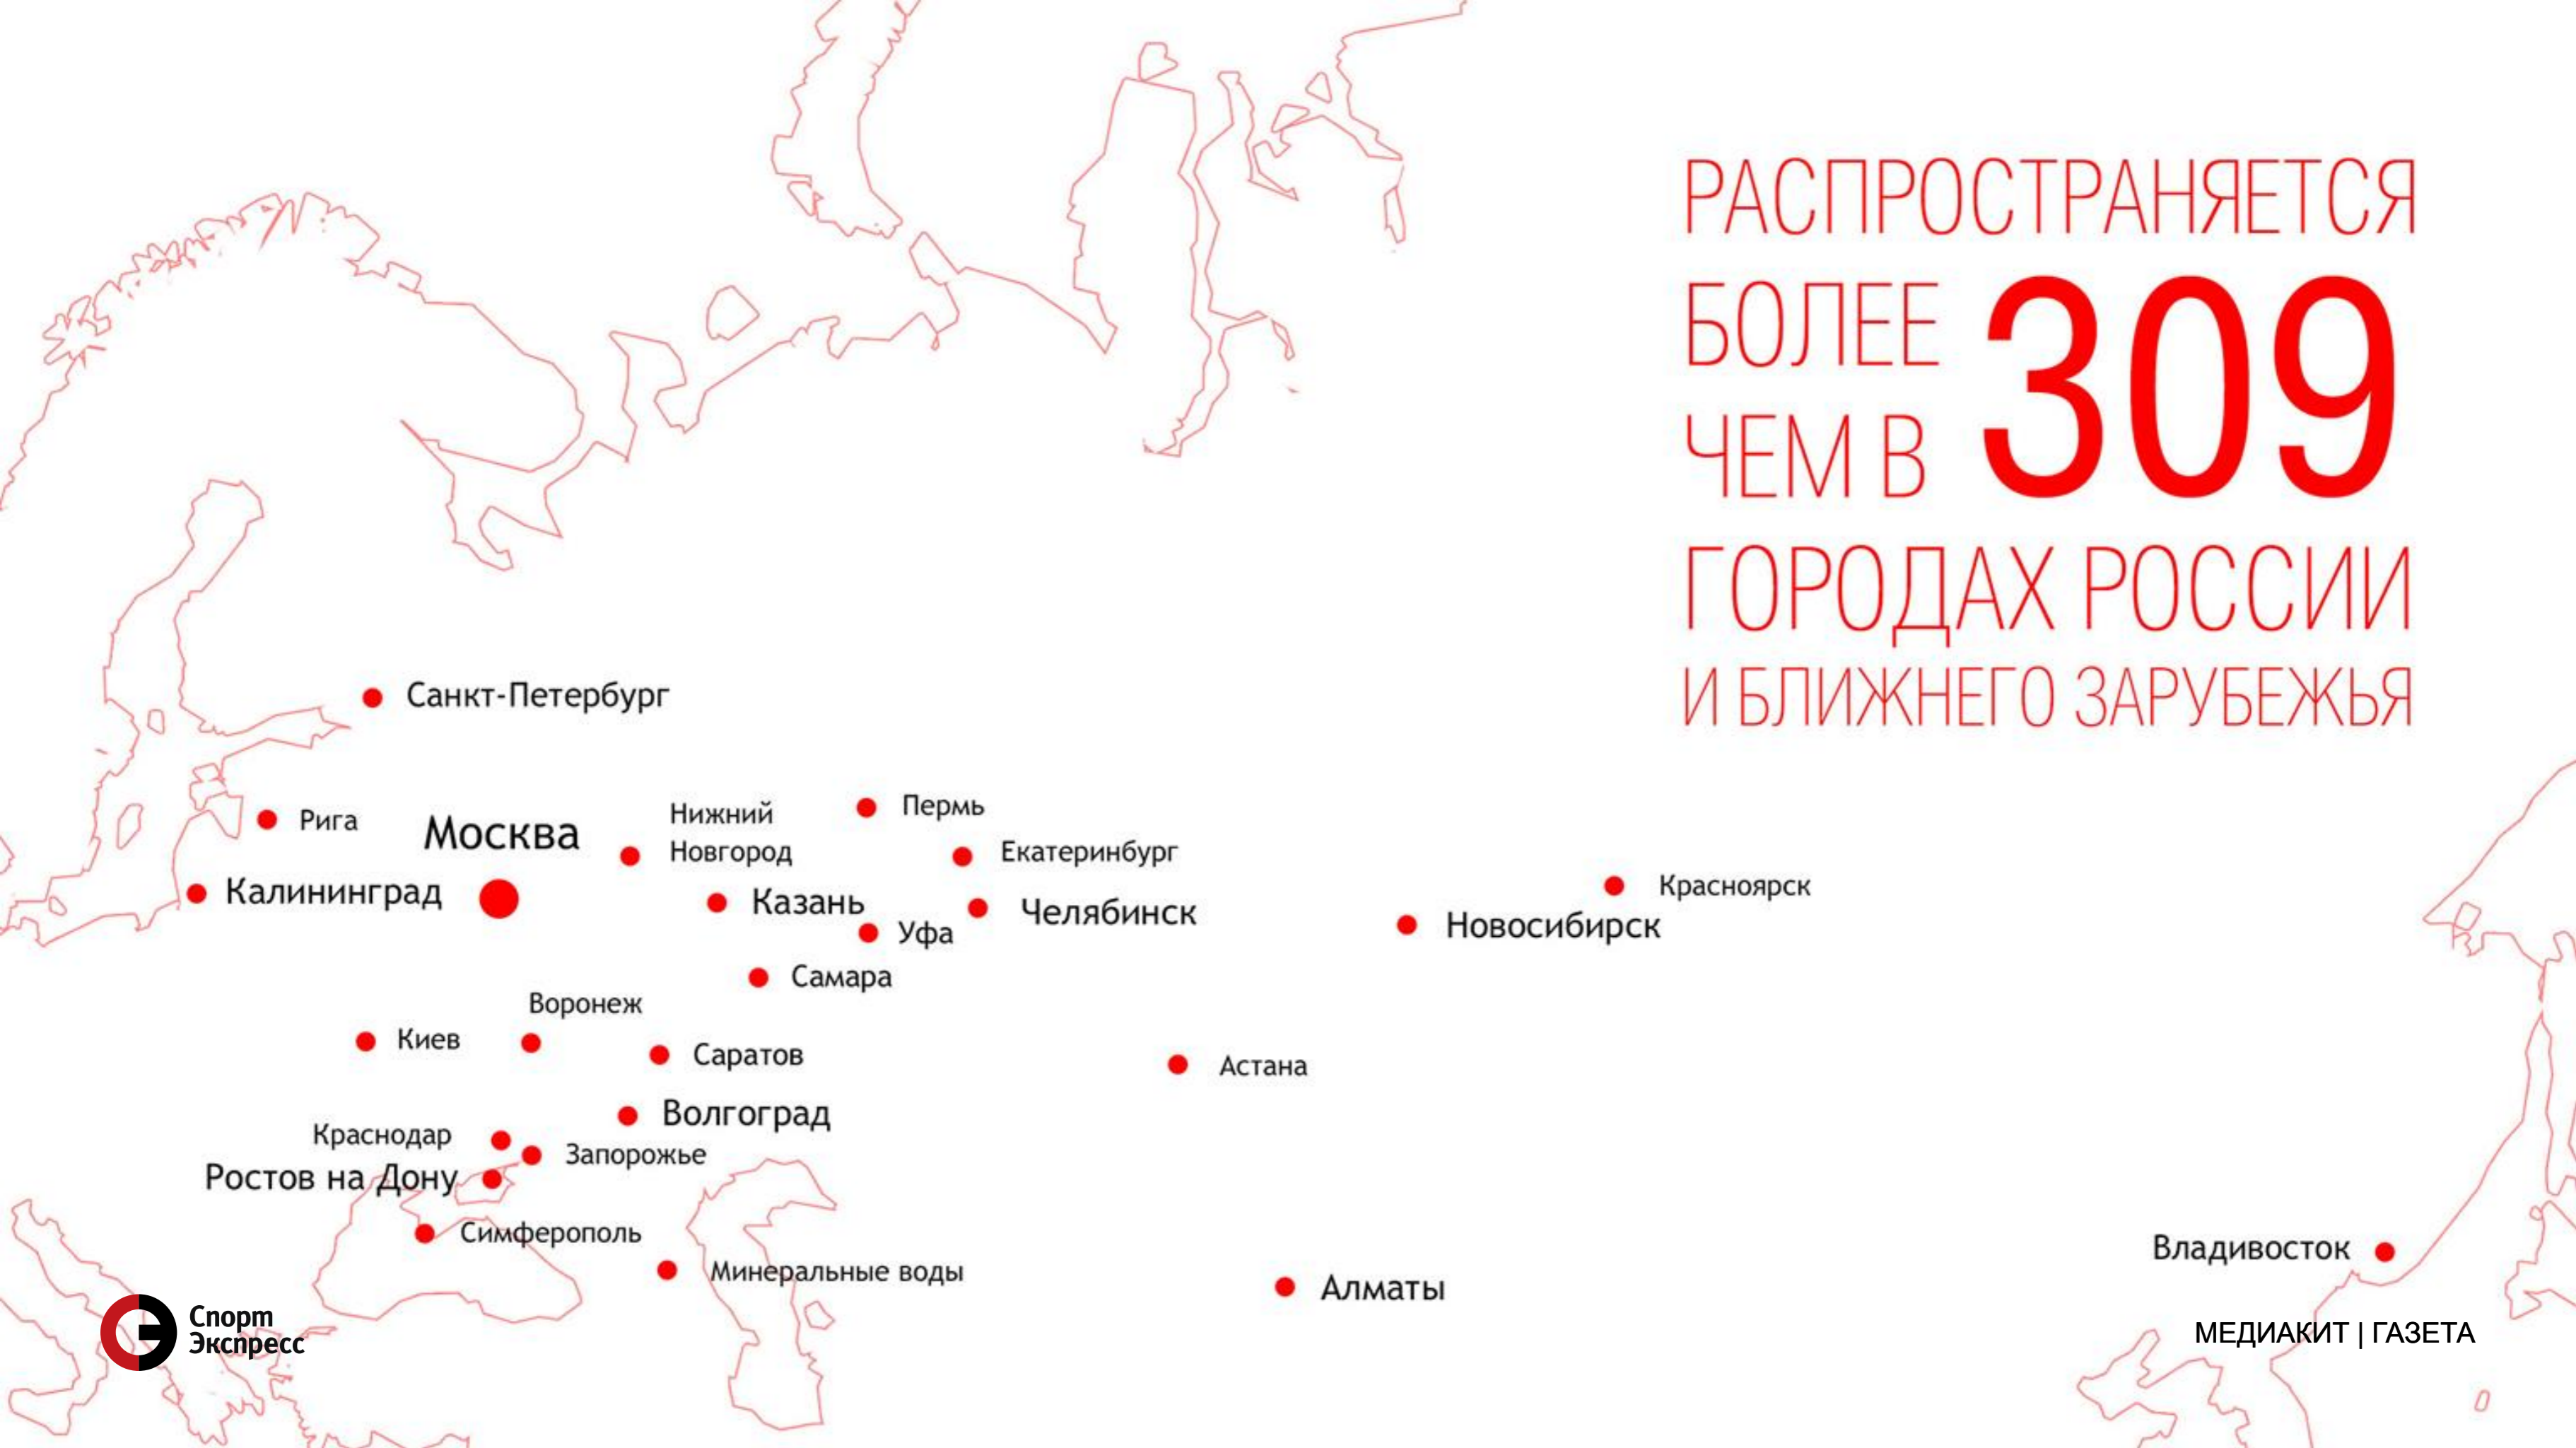 РАСПРОСТРАНЯЕТСЯ
БОЛЕЕ
ЧЕМ В
309
ГОРОДАХ РОССИИ
И БЛИЖНЕГО ЗАРУБЕЖЬЯ
Санкт-Петербург
Рига
Москва
Нижний
Новгород
Пермь
Екатеринбург
Калининград
Казань
Челябинск
Уфа
Красноярск
Новосибирск
Самара
Воронеж
Киев
Саратов
Астана
Волгоград
Краснодар
Запорожье
Ростов на Дону
Симферополь
Минеральные воды
Алматы
Владивосток
Спорт
Экспресс
МЕДИАКИТ | ГАЗЕТА